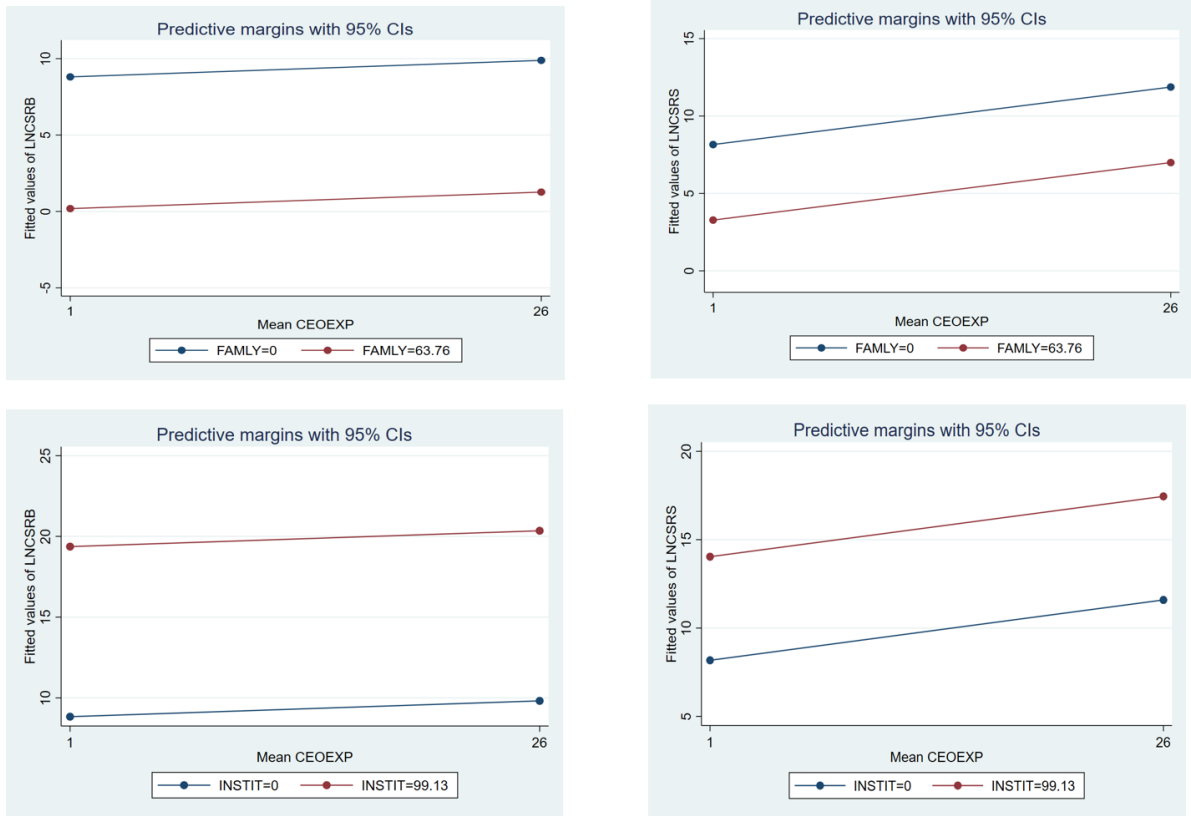 Predictive margins with 95% CIs
Fitted values of LNCSRB
10
5
0
-5
1
26
Mean CEOEXP
FAMLY=0
FAMLY=63.76
Predictive margins with 95% CIs
Fitted values of LNCSRS
15
10
5
0
1
26
Mean CEOEXP
FAMLY=0
FAMLY=63.76
Predictive margins with 95% CIs
Fitted values of LNCSRB
25
20
15
10
1
26
Mean CEOEXP
INSTIT=0
INSTIT=99.13
Predictive margins with 95% CIs
Fitted values of LNCSRS
20
15
10
5
1
26
Mean CEOEXP
INSTIT=0
INSTIT=99.13